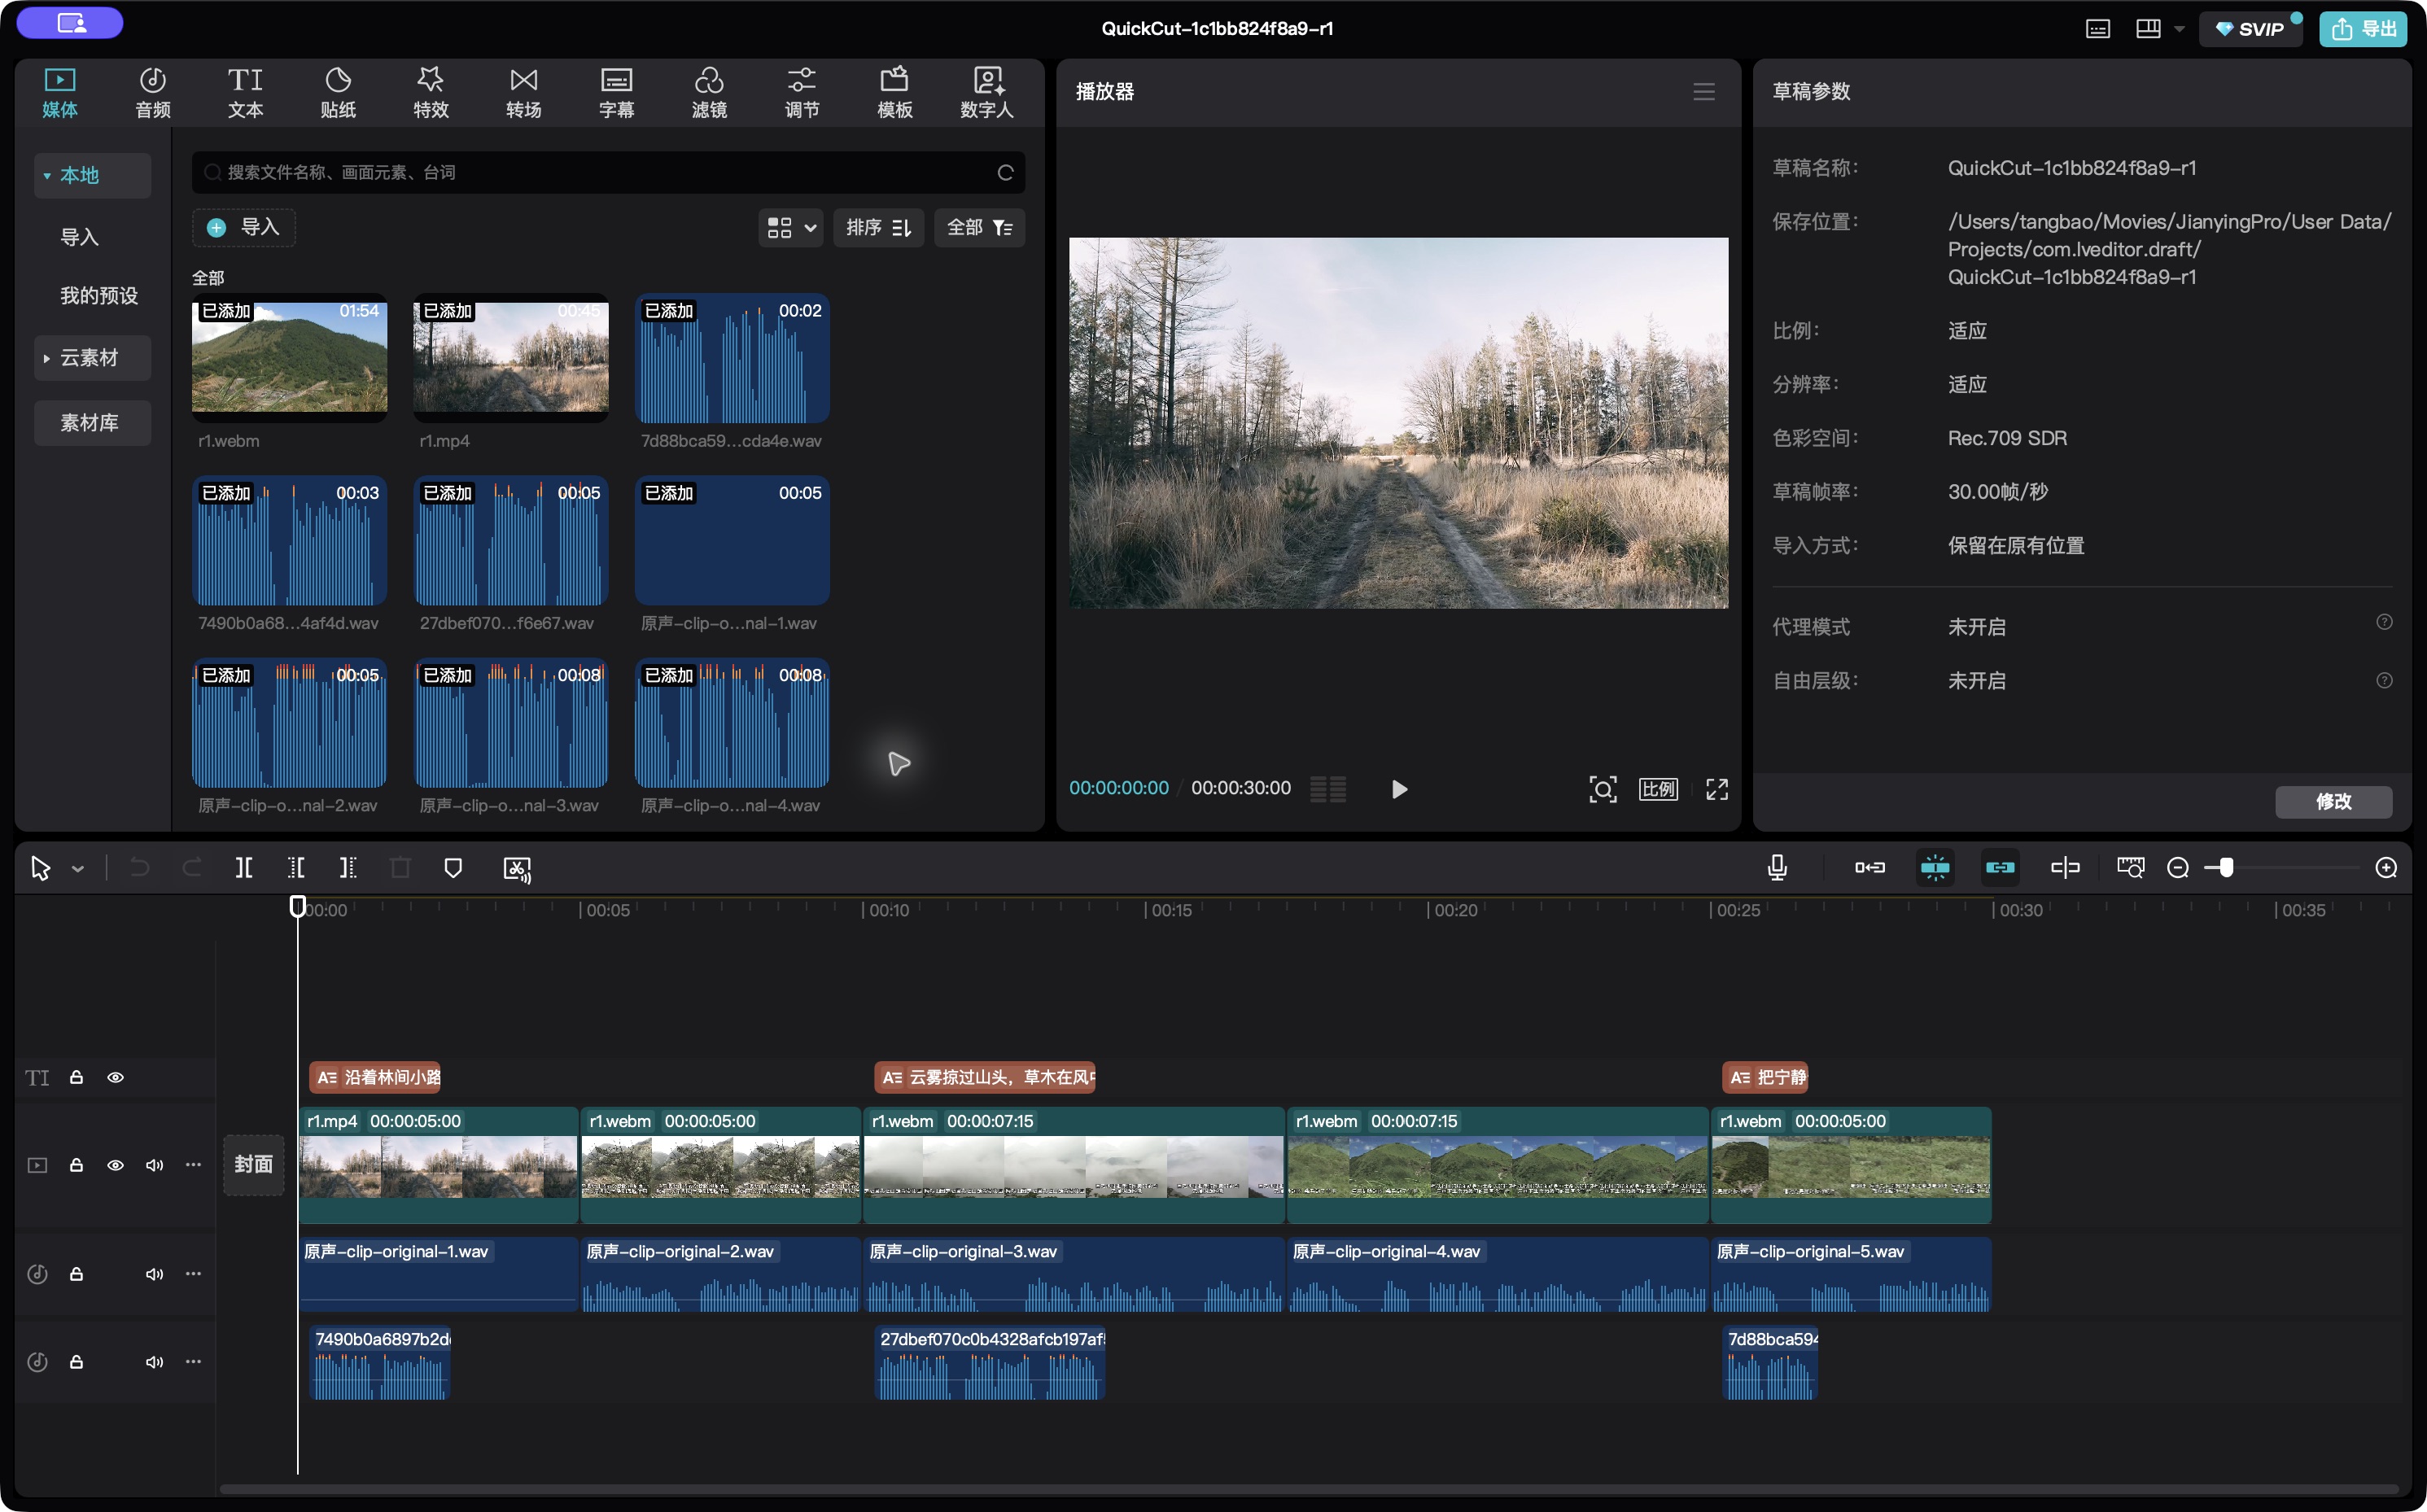 QuickCut-1c1bb824f8a9-r1
SVIP
导出
媒体
音频
文本
贴纸
特效
转场
字幕
滤镜
调节
模板
数字人
本地
导入
我的预设
云素材
素材库
搜索文件名称、画面元素、台词
导入
排序
全部
全部
已添加 01:54
r1.webm
已添加 00:45
r1.mp4
已添加 00:02
7d88bca59...cda4e.wav
已添加 00:03
7490b0a68...4af4d.wav
已添加 00:05
27dbef070...f6e67.wav
已添加 00:05
原声-clip-o...nal-1.wav
已添加 00:05
原声-clip-o...nal-2.wav
已添加 00:08
原声-clip-o...nal-3.wav
已添加 00:08
原声-clip-o...nal-4.wav
播放器
00:00:00:00 / 00:00:30:00
比例
草稿参数
草稿名称： QuickCut-1c1bb824f8a9-r1
保存位置： /Users/tangbao/Movies/JianyingPro/User Data/
Projects/com.lveditor.draft/
QuickCut-1c1bb824f8a9-r1
比例： 适应
分辨率： 适应
色彩空间： Rec.709 SDR
草稿帧率： 30.00帧/秒
导入方式： 保留在原有位置
代理模式 未开启
自由层级： 未开启
修改
00:00 00:05 00:10 00:15 00:20 00:25 00:30 00:35
TI
沿着林间小路
云雾掠过山头，草木在风
把宁静
封面
r1.mp4 00:00:05:00
r1.webm 00:00:05:00
r1.webm 00:00:07:15
r1.webm 00:00:07:15
r1.webm 00:00:05:00
原声-clip-original-1.wav
原声-clip-original-2.wav
原声-clip-original-3.wav
原声-clip-original-4.wav
原声-clip-original-5.wav
7490b0a6897b2d
27dbef070c0b4328afcb197af
7d88bca594